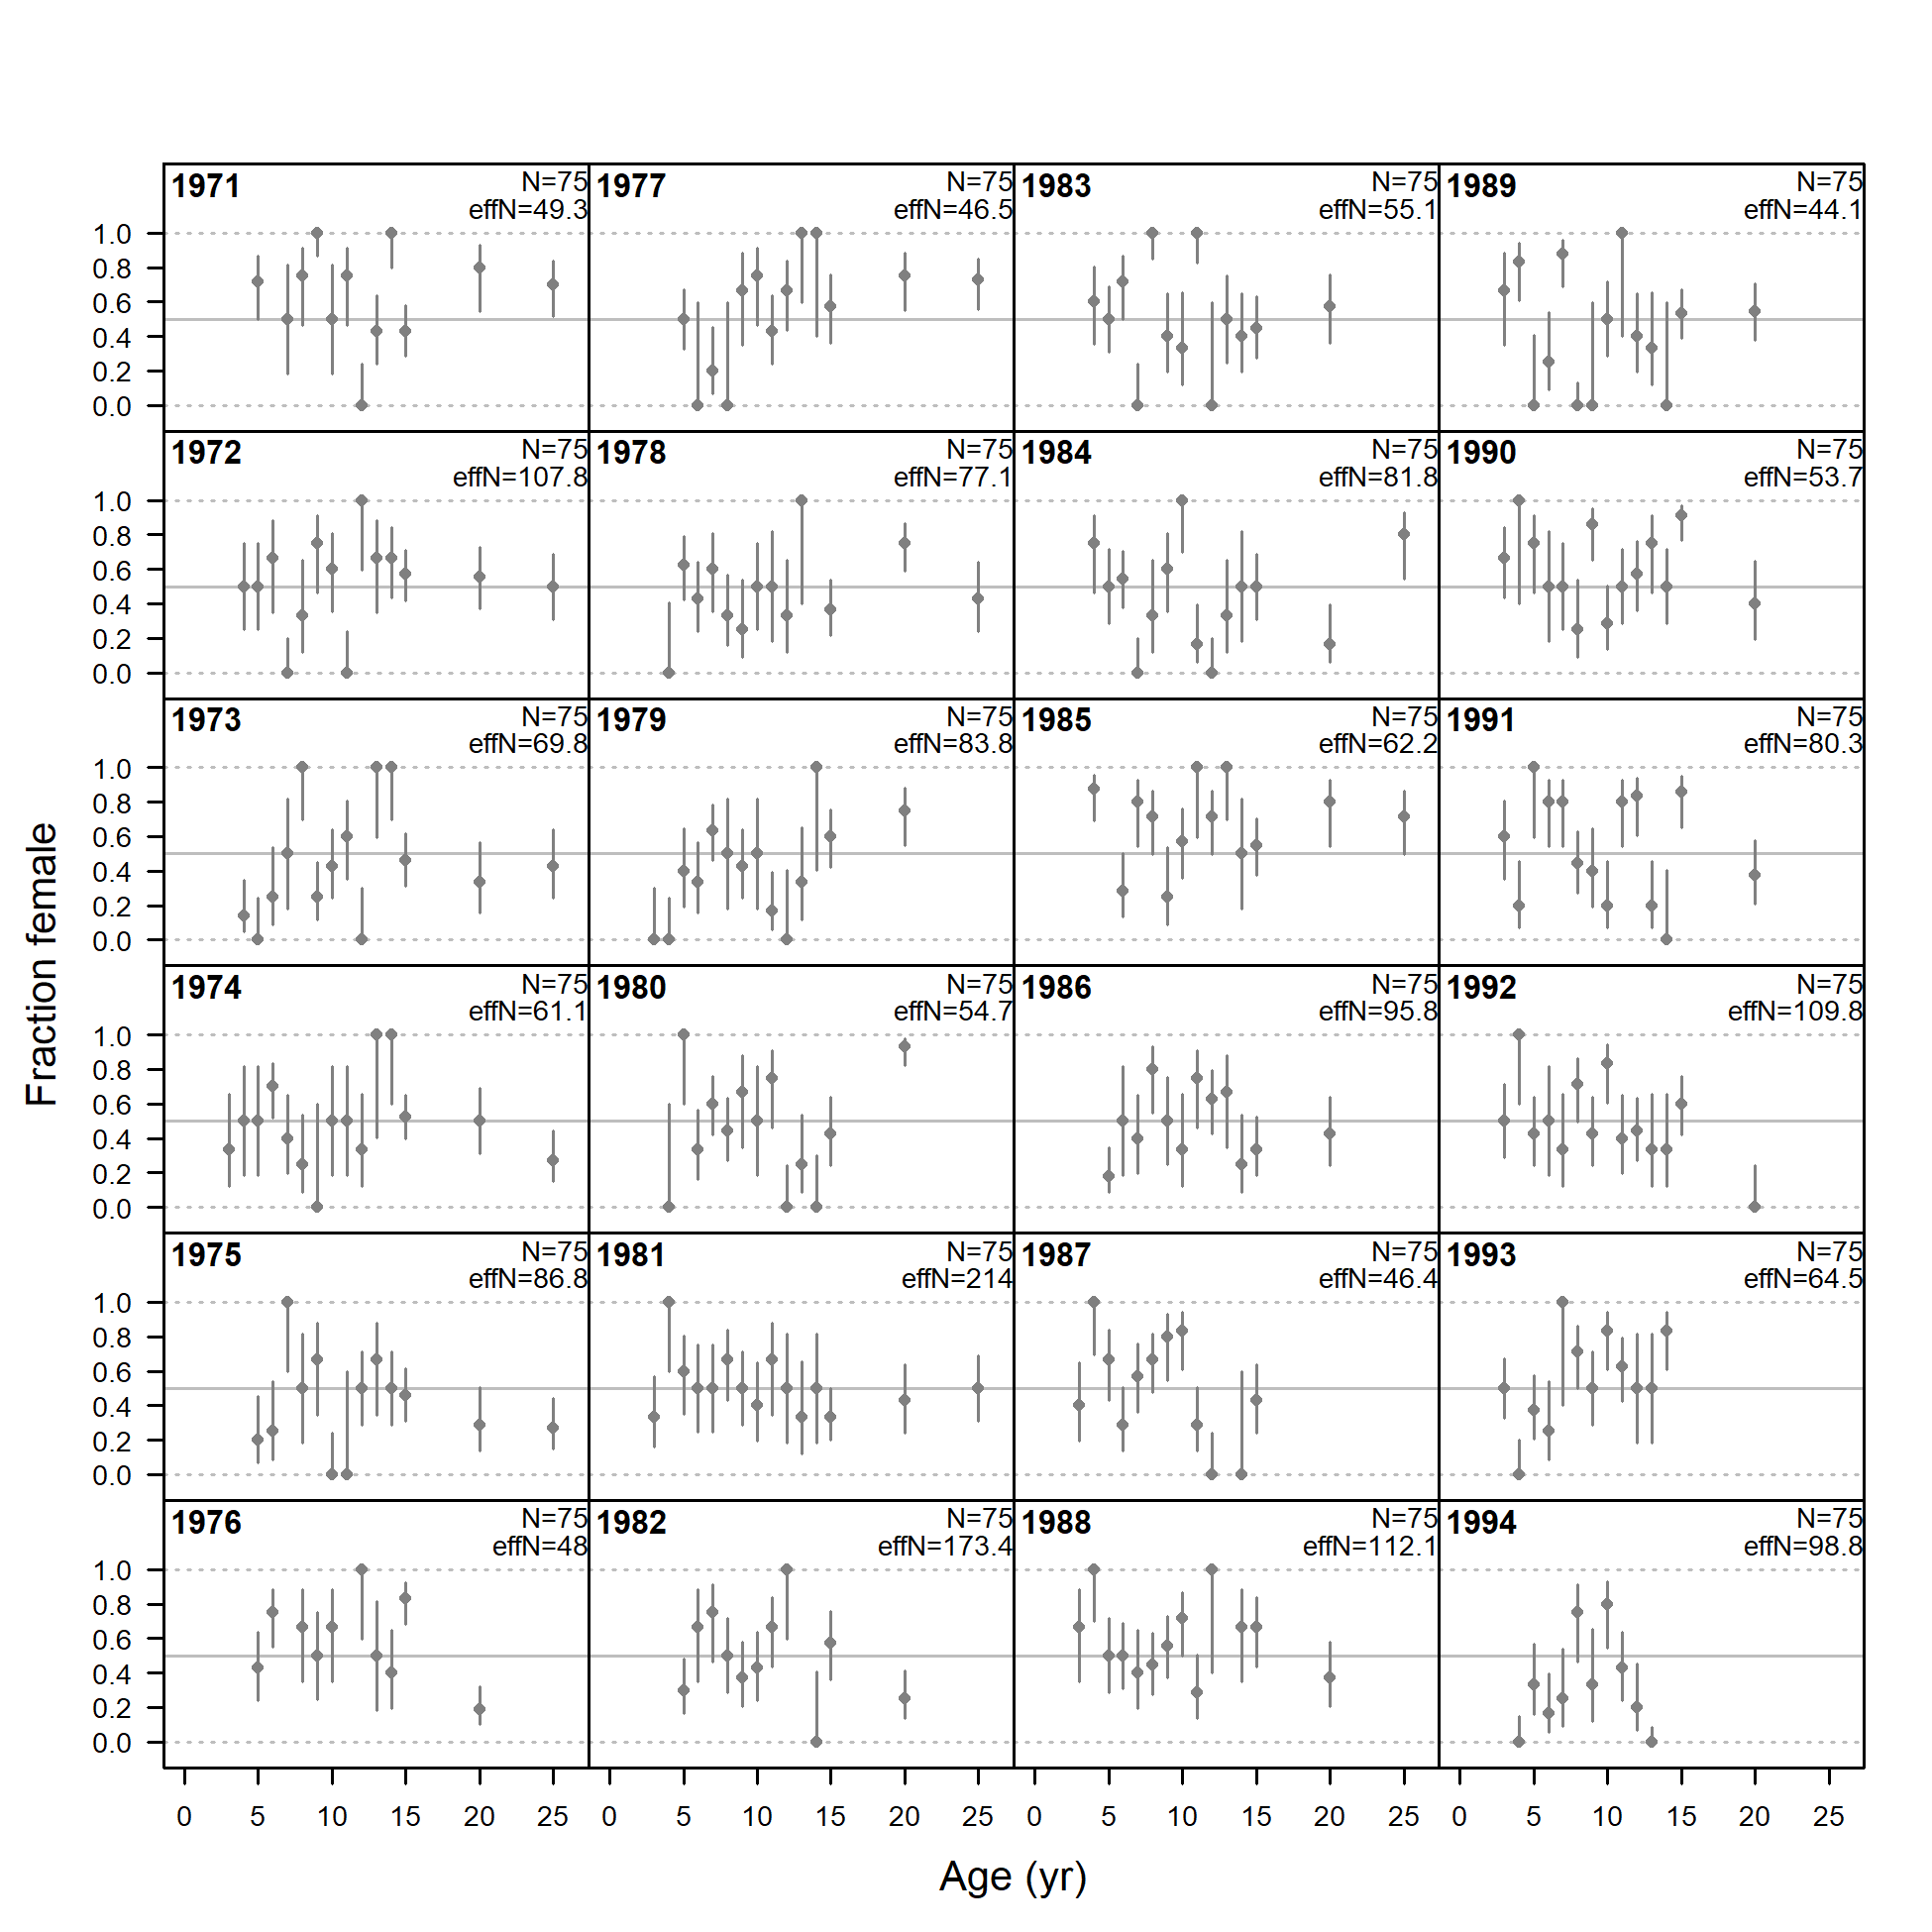 1971 N=75 1977 N=75 1983 N=75 1989 N=75
effN=49.3 effN=46.5 effN=55.1 effN=44.1
1.0
0.8
0.6
0.4
0.2
0.0
1972 N=75 1978 N=75 1984 N=75 1990 N=75
effN=107.8 effN=77.1 effN=81.8 effN=53.7
1.0
0.8
0.6
0.4
0.2
0.0
1973 N=75 1979 N=75 1985 N=75 1991 N=75
effN=69.8 effN=83.8 effN=62.2 effN=80.3
1.0
0.8
0.6
0.4
0.2
0.0
1974 N=75 1980 N=75 1986 N=75 1992 N=75
effN=61.1 effN=54.7 effN=95.8 effN=109.8
1.0
0.8
0.6
0.4
0.2
0.0
1975 N=75 1981 N=75 1987 N=75 1993 N=75
effN=86.8 effN=214 effN=46.4 effN=64.5
1.0
0.8
0.6
0.4
0.2
0.0
1976 N=75 1982 N=75 1988 N=75 1994 N=75
effN=48 effN=173.4 effN=112.1 effN=98.8
1.0
0.8
0.6
0.4
0.2
0.0
0 5 10 15 20 25 0 5 10 15 20 25 0 5 10 15 20 25 0 5 10 15 20 25
Age (yr)
Fraction female